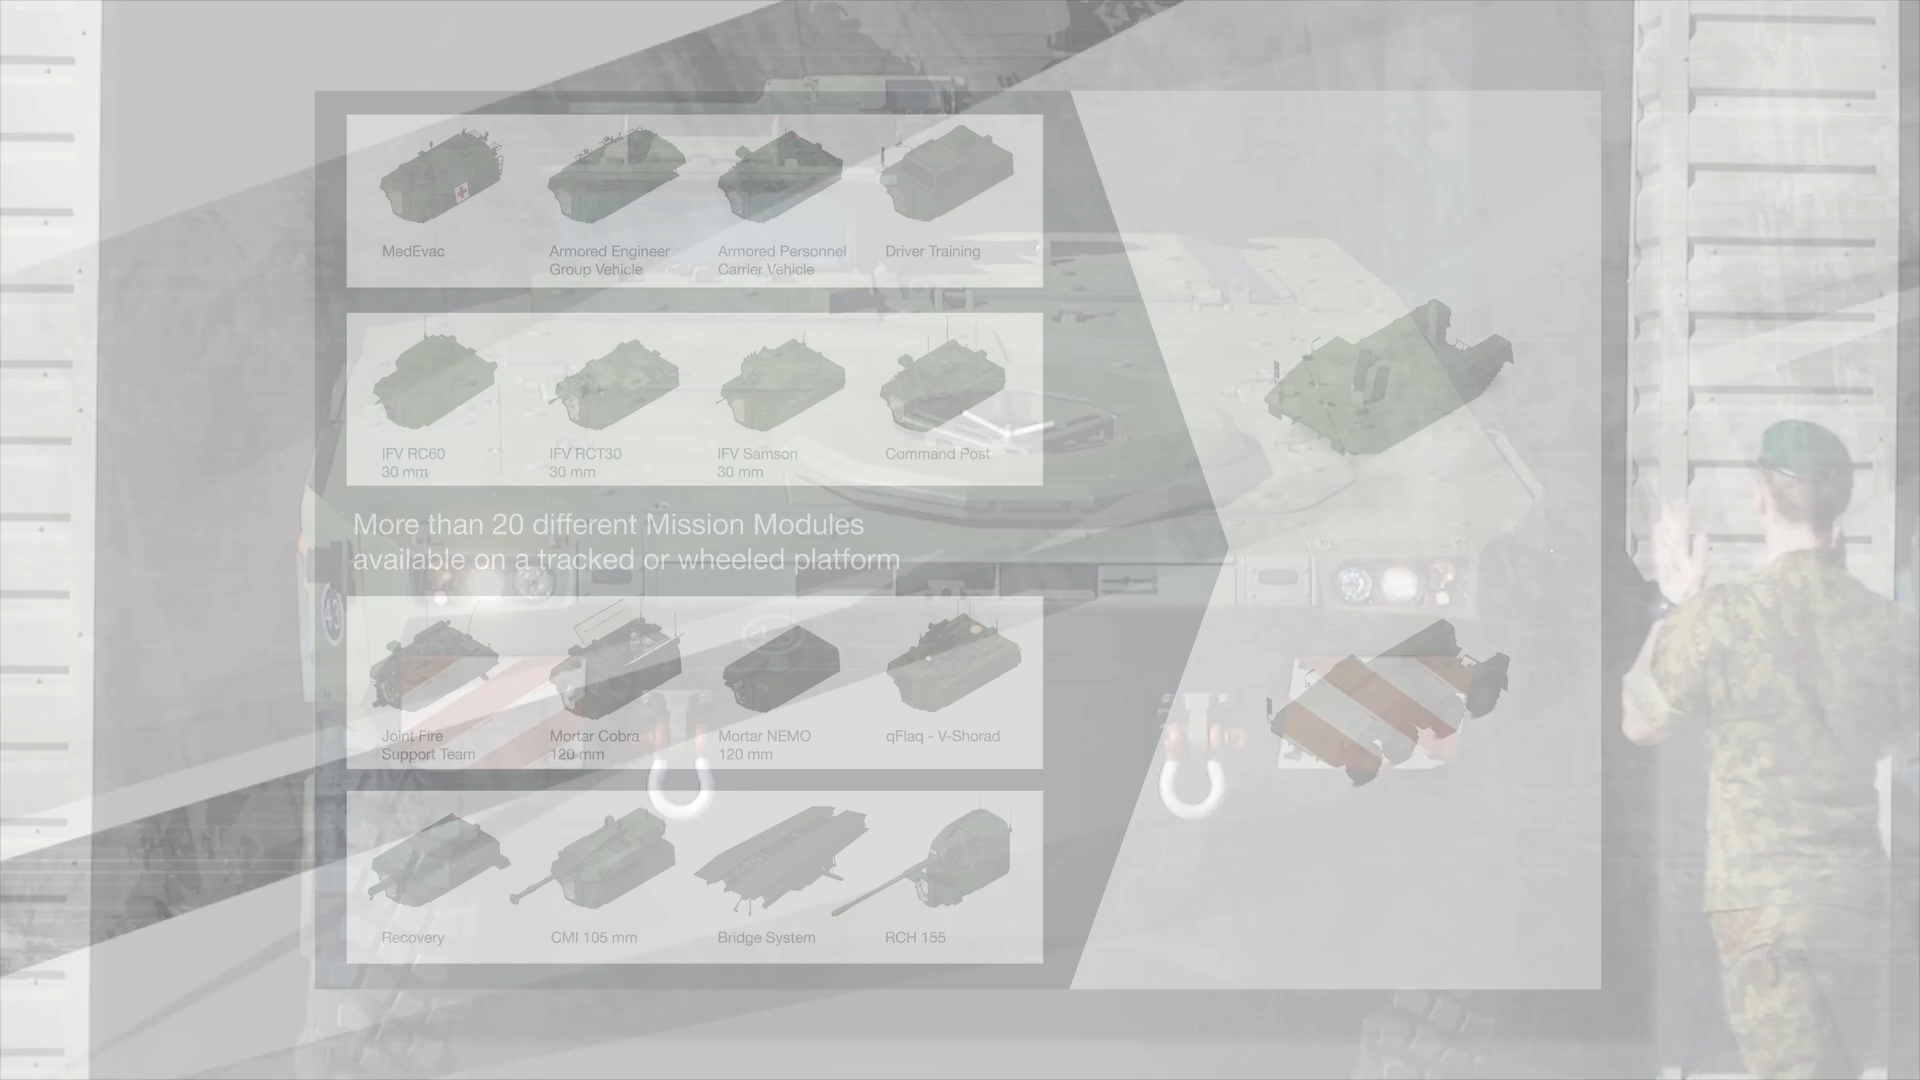 MedEvac
Armored Engineer
Group Vehicle
Armored Personnel
Carrier Vehicle
Driver Training
IFV RC60
30 mm
IFV RCT30
30 mm
IFV Samson
30 mm
Command Post
More than 20 different Mission Modules
available on a tracked or wheeled platform
43
Joint Fire
Support Team
Mortar Cobra
120 mm
Mortar NEMO
120 mm
qFlaq - V-Shorad
Recovery
CMI 105 mm
Bridge System
RCH 155